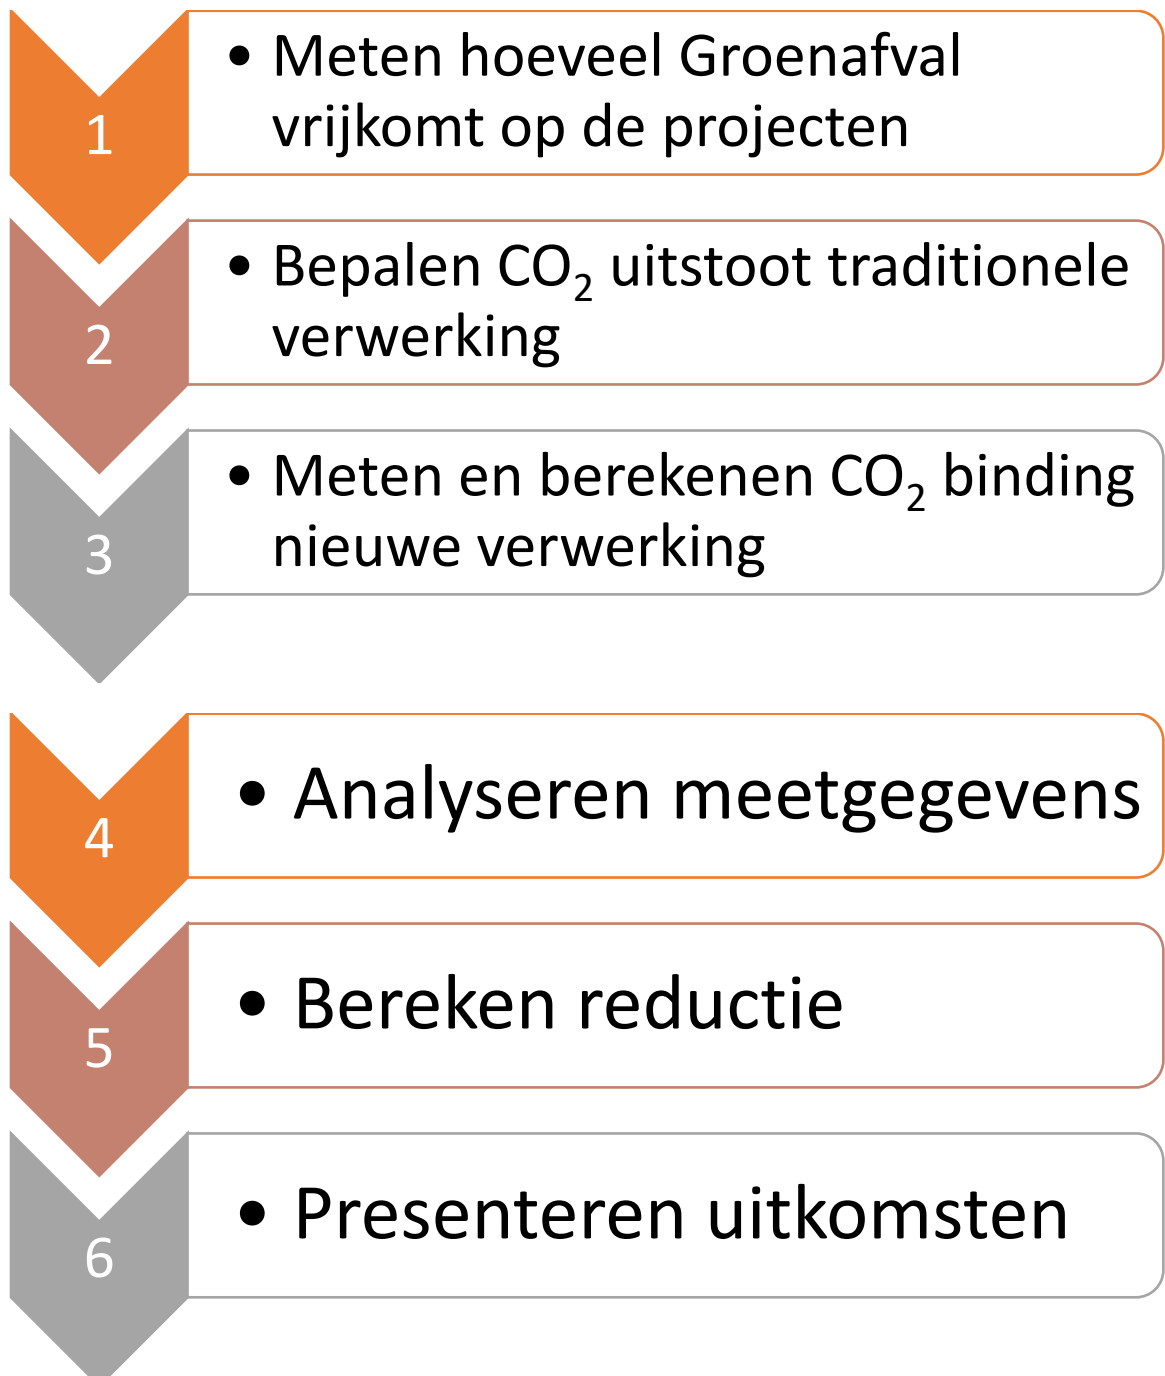 1
• Meten hoeveel Groenafval
vrijkomt op de projecten
2
• Bepalen CO₂ uitstoot traditionele
verwerking
3
• Meten en berekenen CO₂ binding
nieuwe verwerking
4
• Analyseren meetgegevens
5
• Bereken reductie
6
• Presenteren uitkomsten